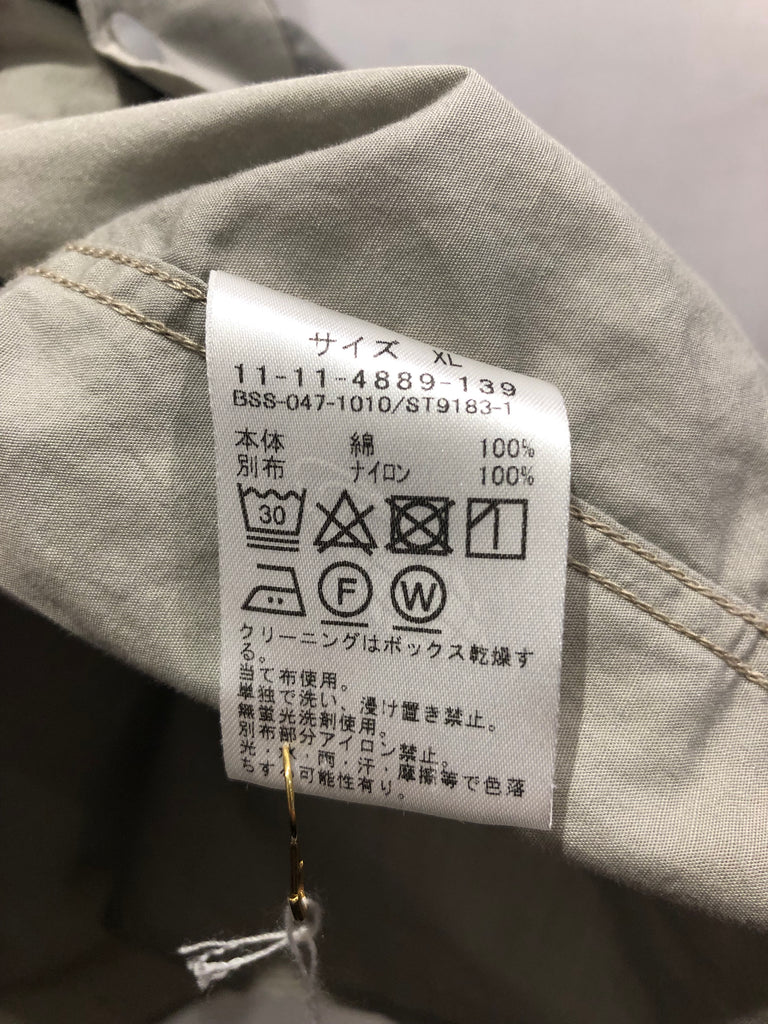 サイズ XL
11-11-4889-139
BSS-047-1010/ST9183-1
本体 綿 100%
別布 ナイロン 100%
30
F W
クリーニングはボックス乾燥す
る。
当て布使用。
単独で洗い、浸け置き禁止。
無蛍光洗剤使用。
別布部分アイロン禁止。
光・水・雨・汗・摩擦等で色落
ちする可能性有り。